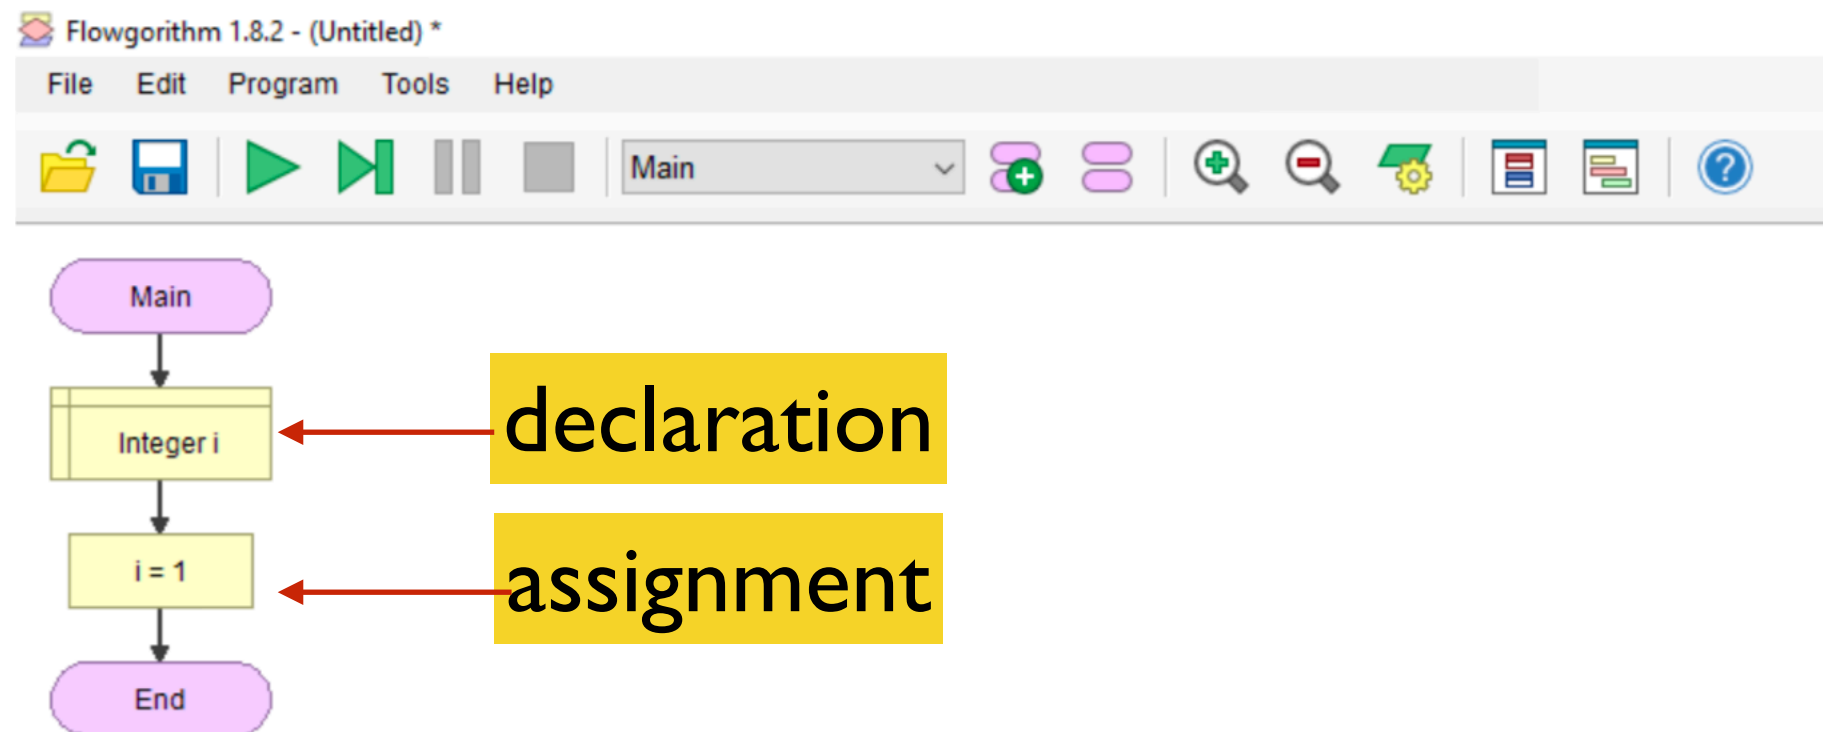 Flowgorithm 1.8.2 - (Untitled) *
File Edit Program Tools Help
Main
Main
Integer i
declaration
i = 1
assignment
End